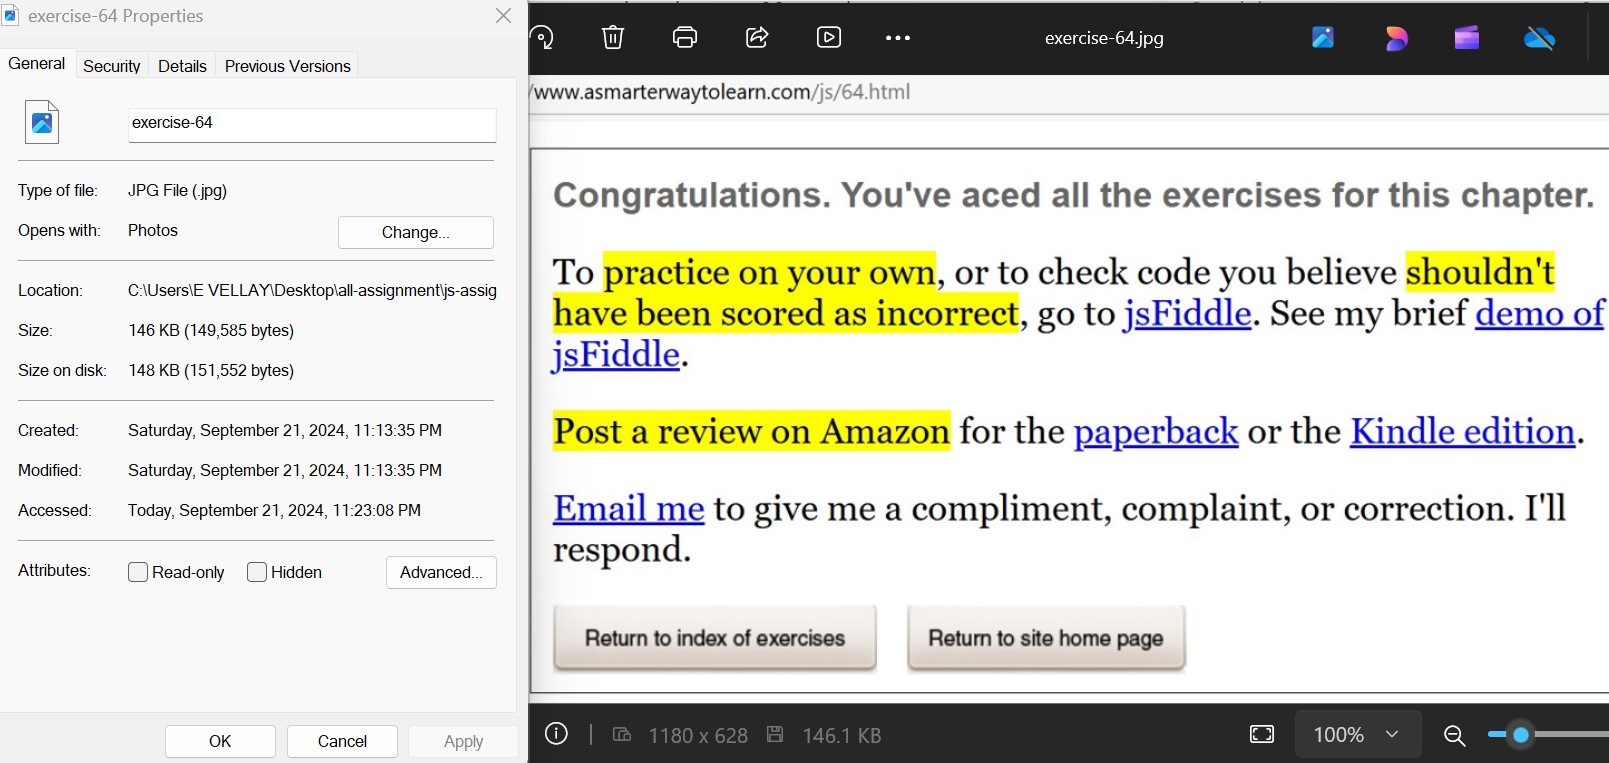 exercise-64 Properties
General
Security
Details
Previous Versions
exercise-64
Type of file: JPG File (.jpg)
Opens with: Photos
Change...
Location: C:\Users\E VELLAY\Desktop\all-assignment\js-assig
Size: 146 KB (149,585 bytes)
Size on disk: 148 KB (151,552 bytes)
Created: Saturday, September 21, 2024, 11:13:35 PM
Modified: Saturday, September 21, 2024, 11:13:35 PM
Accessed: Today, September 21, 2024, 11:23:08 PM
Attributes: Read-only Hidden Advanced...
OK Cancel Apply
exercise-64.jpg
/www.asmarterwaytolearn.com/js/64.html
Congratulations. You've aced all the exercises for this chapter.
To practice on your own, or to check code you believe shouldn't
have been scored as incorrect, go to jsFiddle. See my brief demo of
jsFiddle.
Post a review on Amazon for the paperback or the Kindle edition.
Email me to give me a compliment, complaint, or correction. I'll
respond.
Return to index of exercises Return to site home page
1180 x 628 146.1 KB 100%